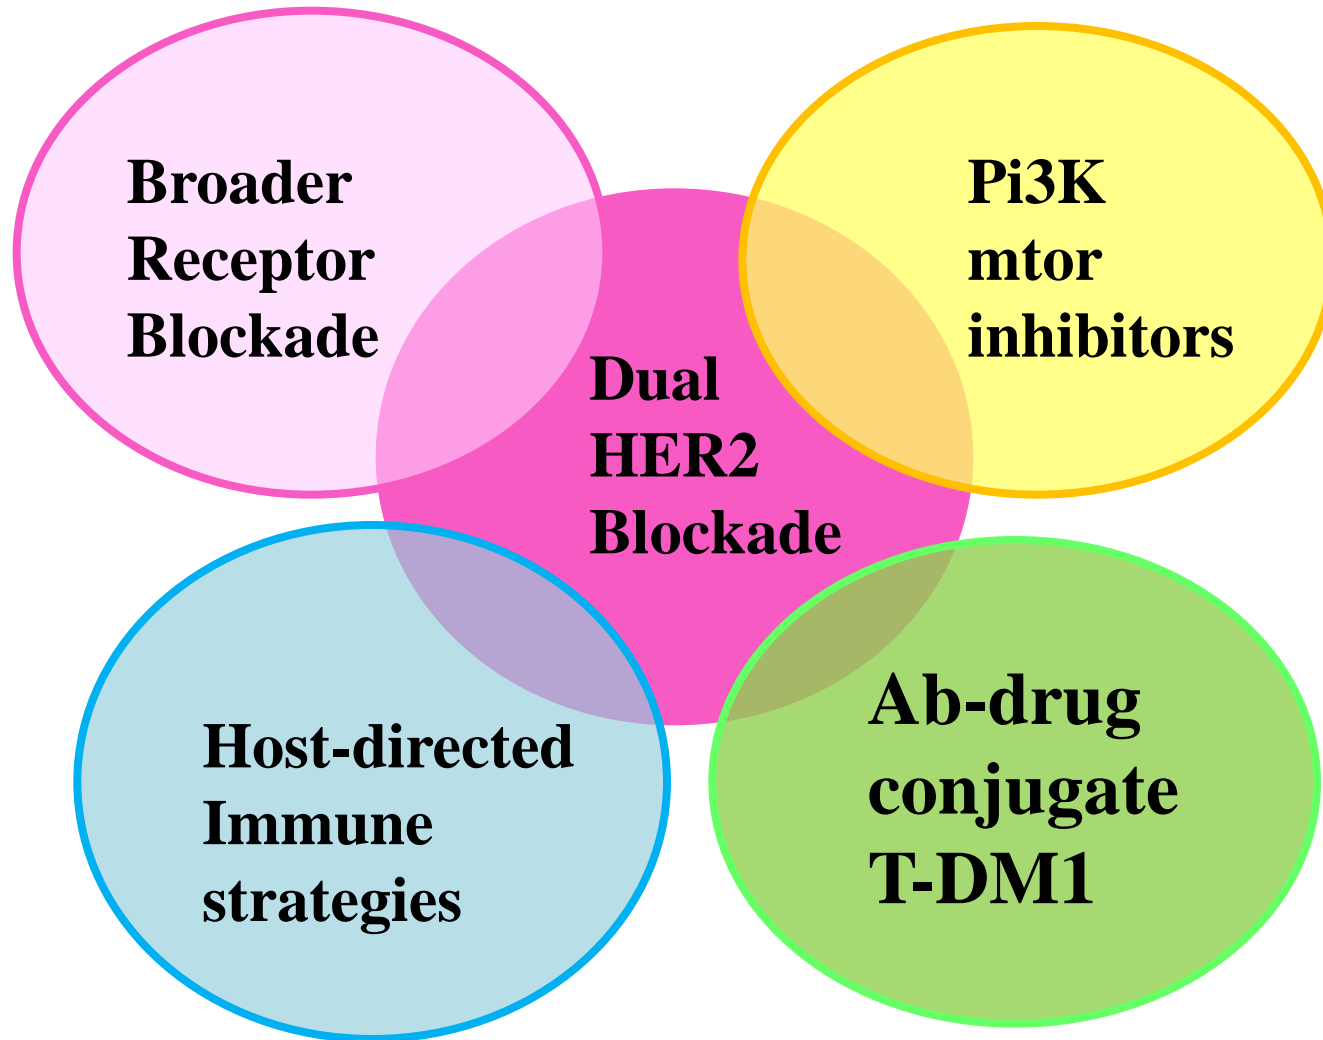 Broader
Receptor
Blockade
Pi3K
mtor
inhibitors
Dual
HER2
Blockade
Host-directed
Immune
strategies
Ab-drug
conjugate
T-DM1